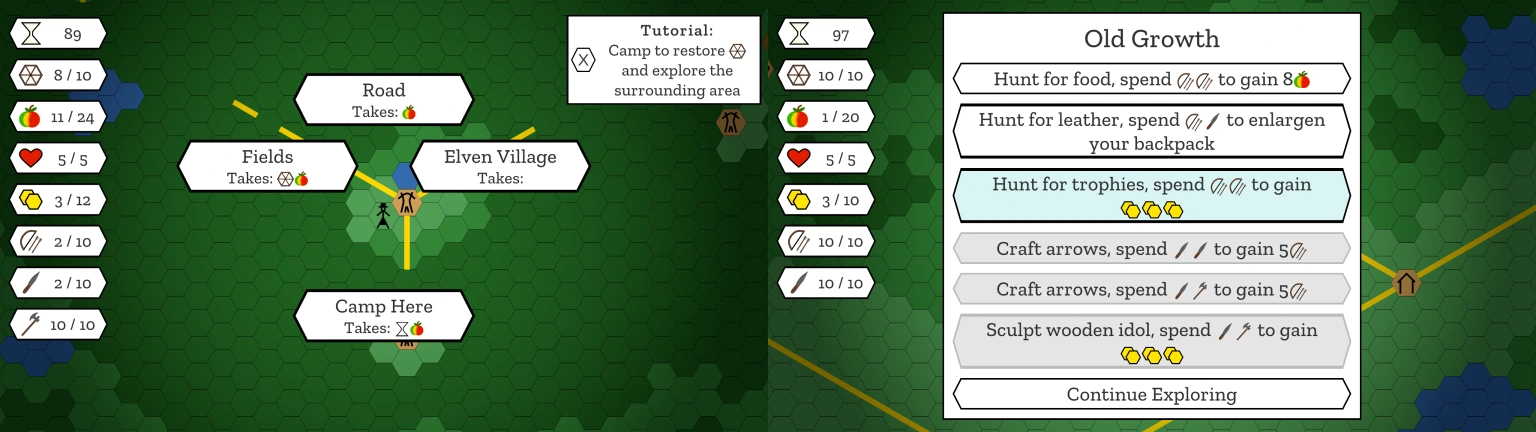 89
8 / 10
11 / 24
5 / 5
3 / 12
2 / 10
2 / 10
10 / 10
Road
Takes:
Fields
Takes:
Elven Village
Takes:
Camp Here
Takes:
Tutorial:
X
Camp to restore
and explore the
surrounding area
97
10 / 10
1 / 20
5 / 5
3 / 10
10 / 10
10 / 10
Old Growth
Hunt for food, spend to gain 8
Hunt for leather, spend to enlargen
your backpack
Hunt for trophies, spend to gain
Craft arrows, spend to gain 5
Craft arrows, spend to gain 5
Sculpt wooden idol, spend to gain
Continue Exploring